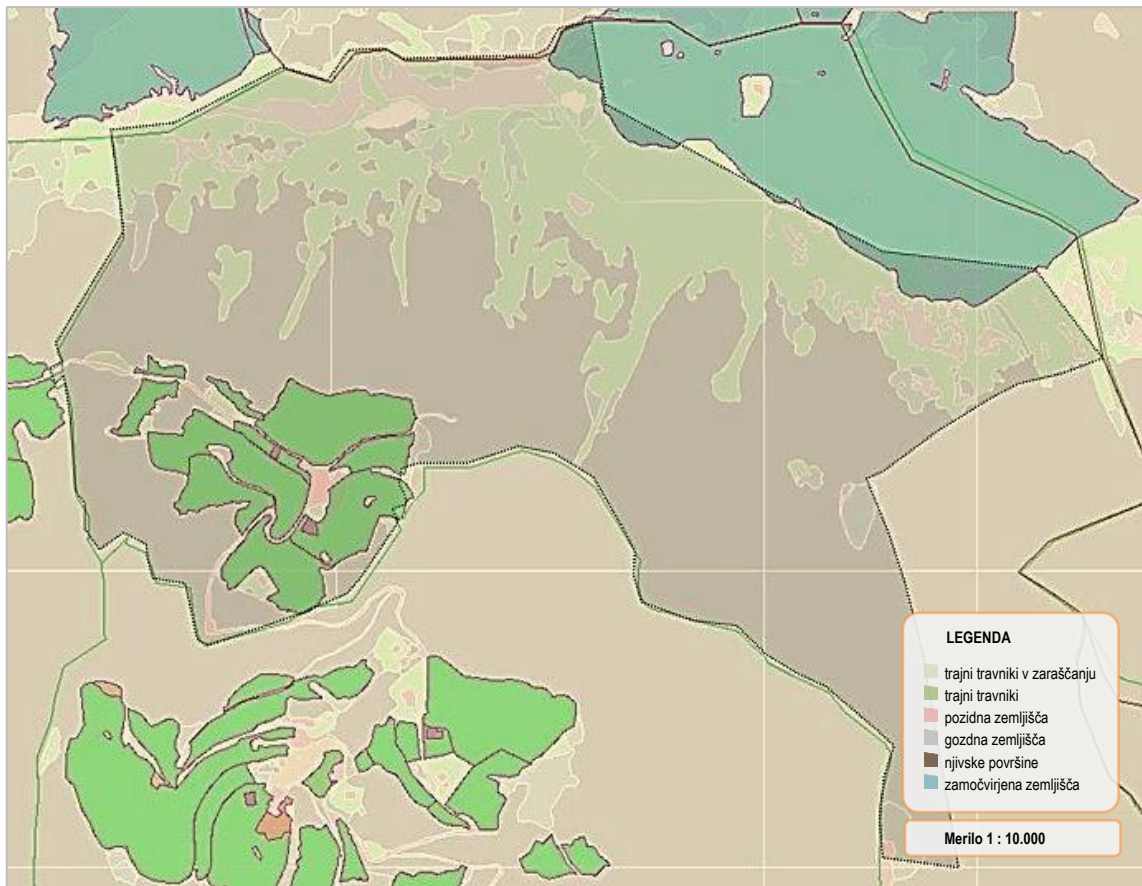 LEGENDA
trajni travniki v zaraščanju
trajni travniki
pozidna zemljišča
gozdna zemljišča
njivske površine
zamočvirjena zemljišča
Merilo 1 : 10.000